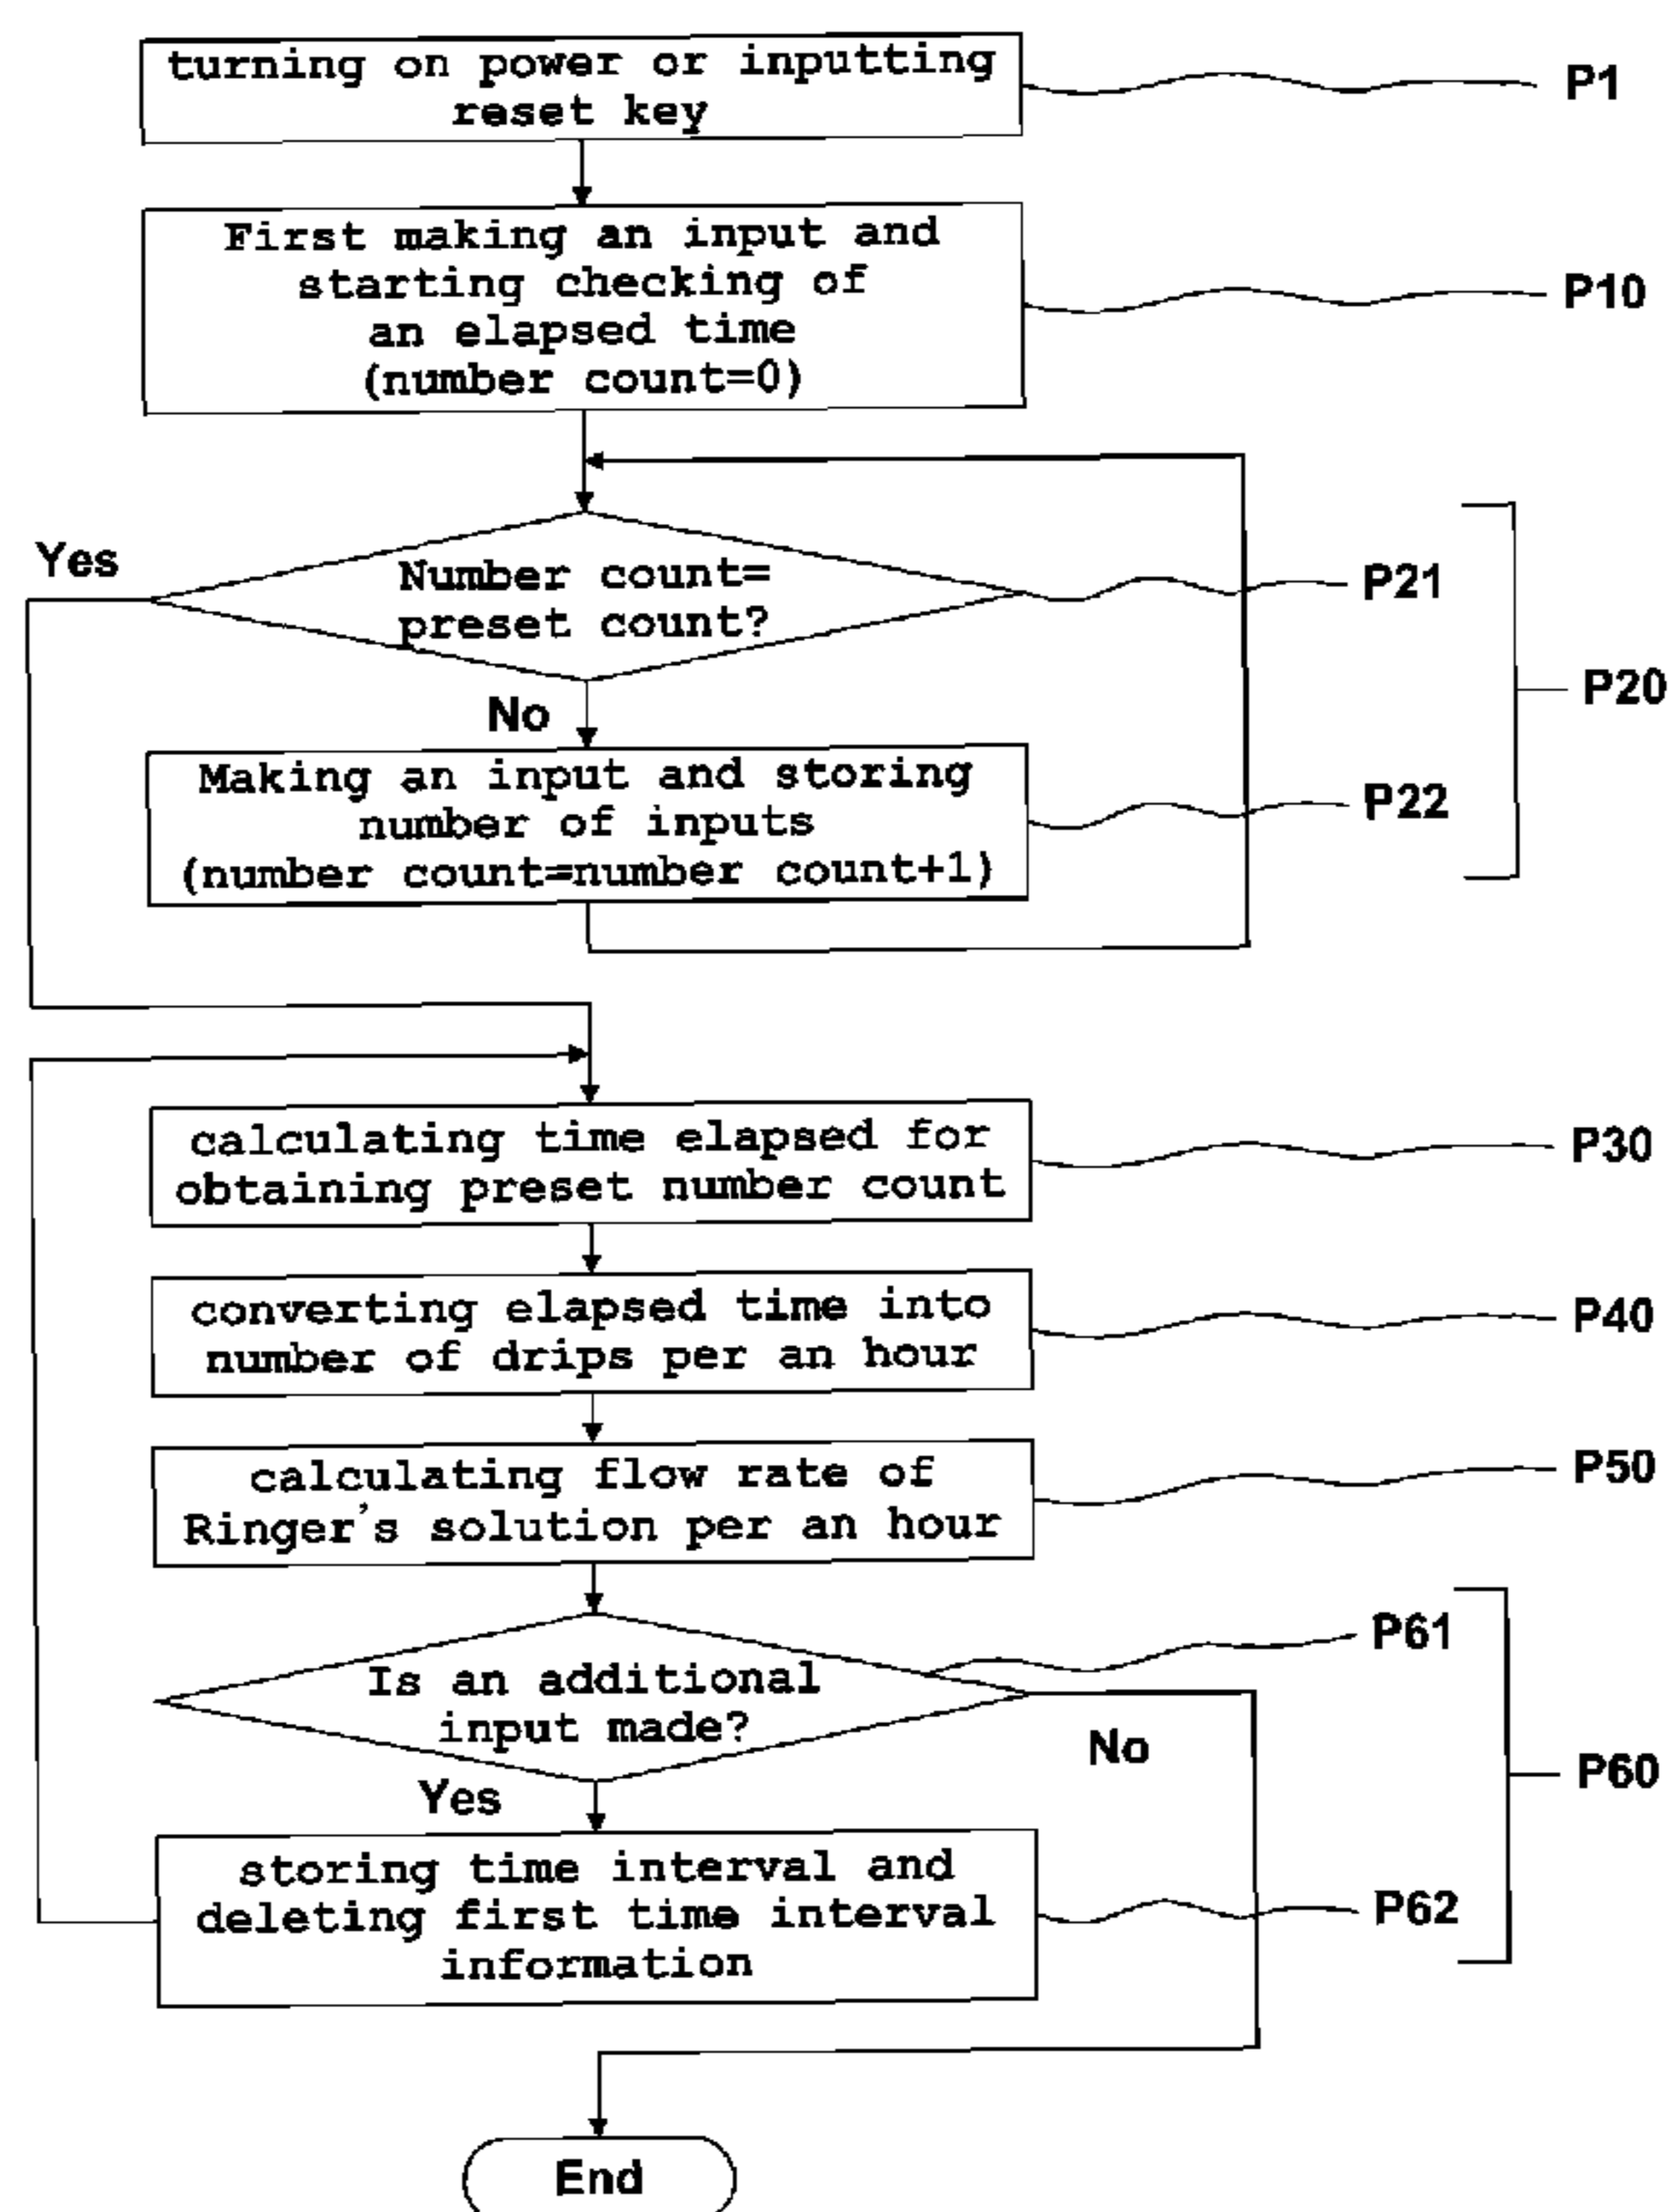 turning on power or inputting
reset key
P1
First making an input and
starting checking of
an elapsed time
(number count=0)
P10
Yes
Number count=
preset count?
P21
No
P20
Making an input and storing
number of inputs
(number count=number count+1)
P22
calculating time elapsed for
obtaining preset number count
P30
converting elapsed time into
number of drips per an hour
P40
calculating flow rate of
Ringer's solution per an hour
P50
Is an additional
input made?
P61
No
Yes
P60
storing time interval and
deleting first time interval
information
P62
End